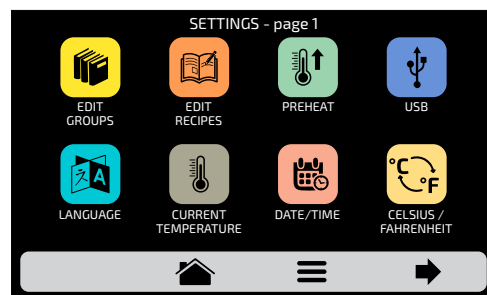 SETTINGS - page 1
EDIT
GROUPS
EDIT
RECIPES
PREHEAT
USB
°C
°F
LANGUAGE
CURRENT
TEMPERATURE
DATE/TIME
CELSIUS /
FAHRENHEIT